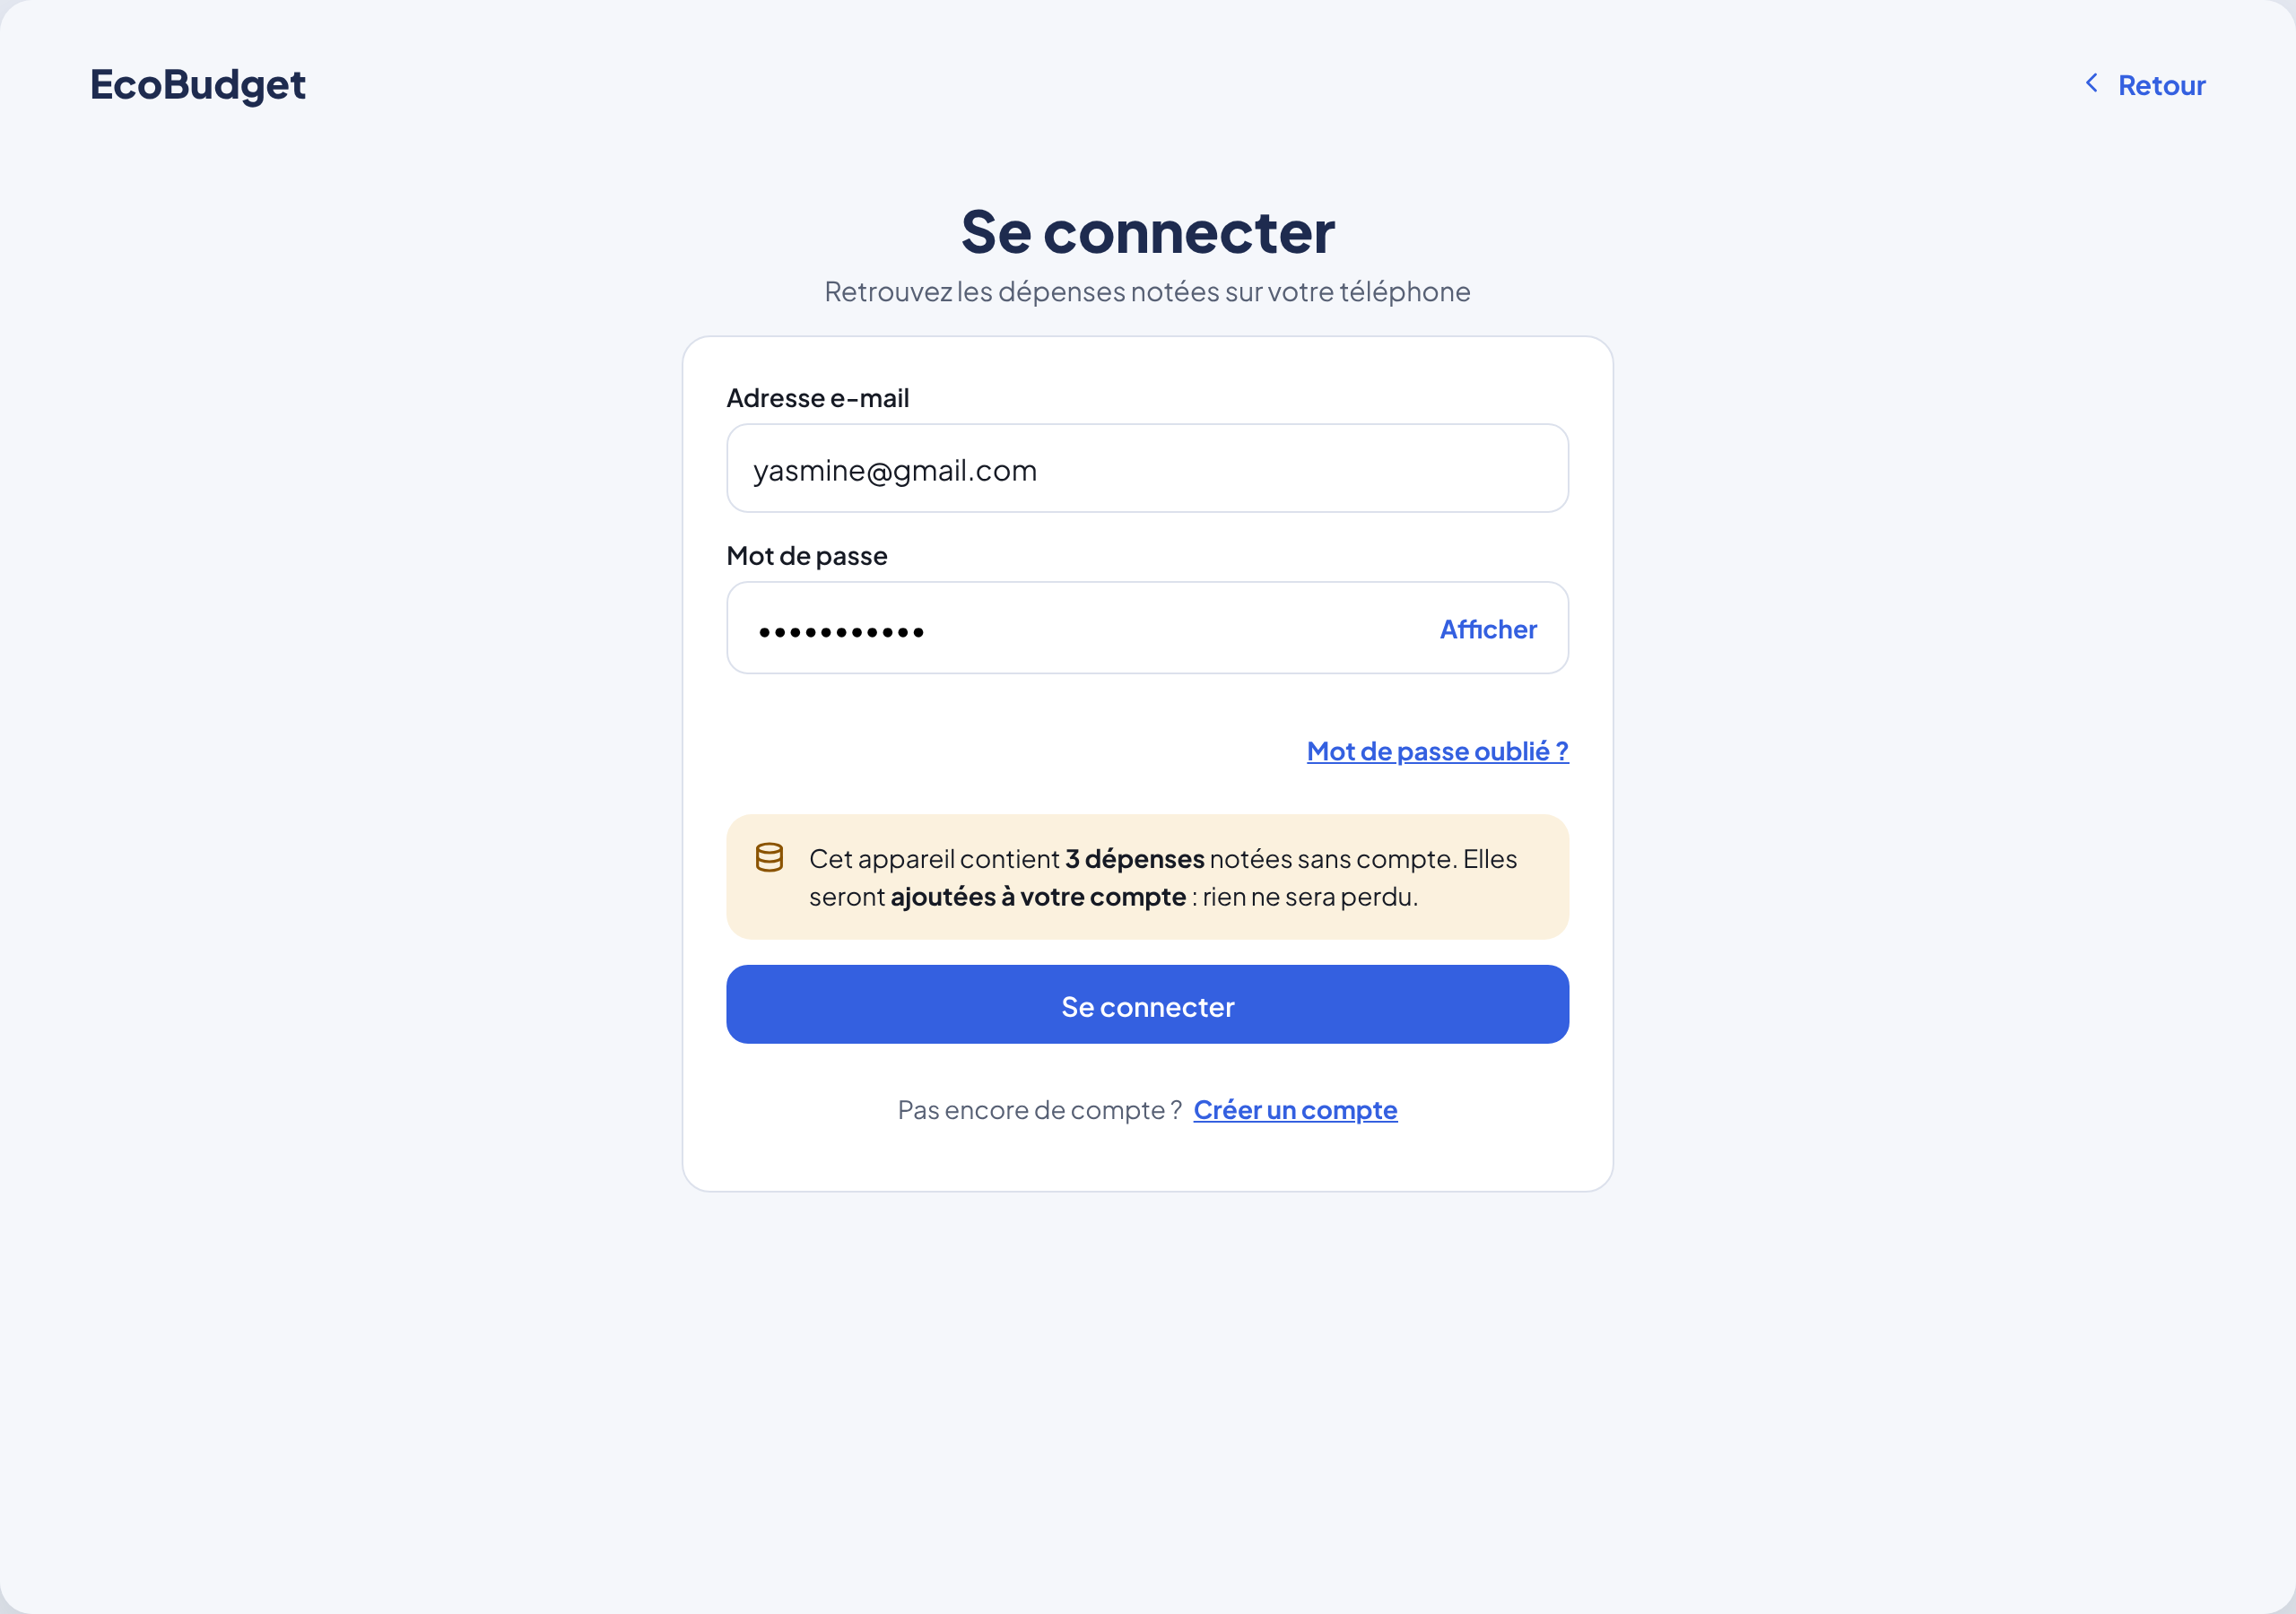 EcoBudget
Retour
Se connecter
Retrouvez les dépenses notées sur votre téléphone
Adresse e-mail
yasmine@gmail.com
Mot de passe
•••••••••••
Afficher
Mot de passe oublié ?
Cet appareil contient 3 dépenses notées sans compte. Elles
seront ajoutées à votre compte : rien ne sera perdu.
Se connecter
Pas encore de compte ? Créer un compte